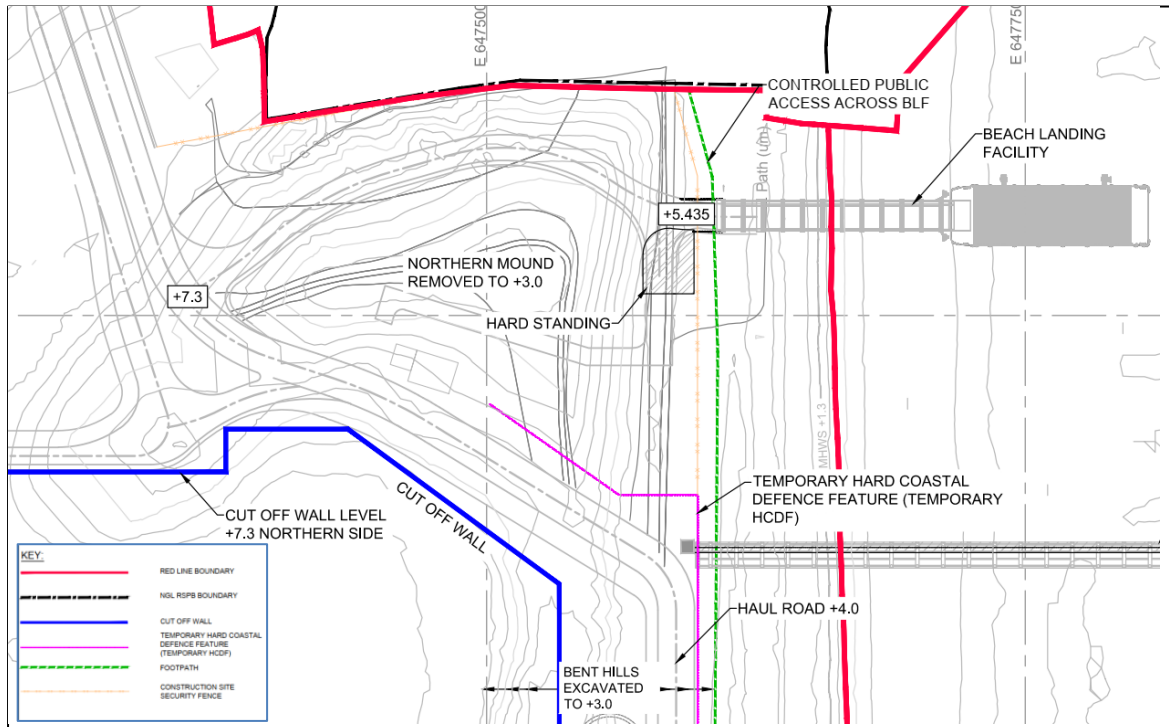 E 647500
E 64775
CONTROLLED PUBLIC
ACCESS ACROSS BLF
BEACH LANDING
FACILITY
Path (um)
+5.435
NORTHERN MOUND
REMOVED TO +3.0
+7.3
HARD STANDING
MHWS +1.3
TEMPORARY HARD COASTAL
DEFENCE FEATURE (TEMPORARY
HCDF)
CUT OFF WALL
CUT OFF WALL LEVEL
+7.3 NORTHERN SIDE
HAUL ROAD +4.0
BENT HILLS
EXCAVATED
TO +3.0
KEY:
RED LINE BOUNDARY
NGL RSPB BOUNDARY
CUT OFF WALL
TEMPORARY HARD COASTAL
DEFENCE FEATURE
(TEMPORARY HCDF)
FOOTPATH
CONSTRUCTION SITE
SECURITY FENCE